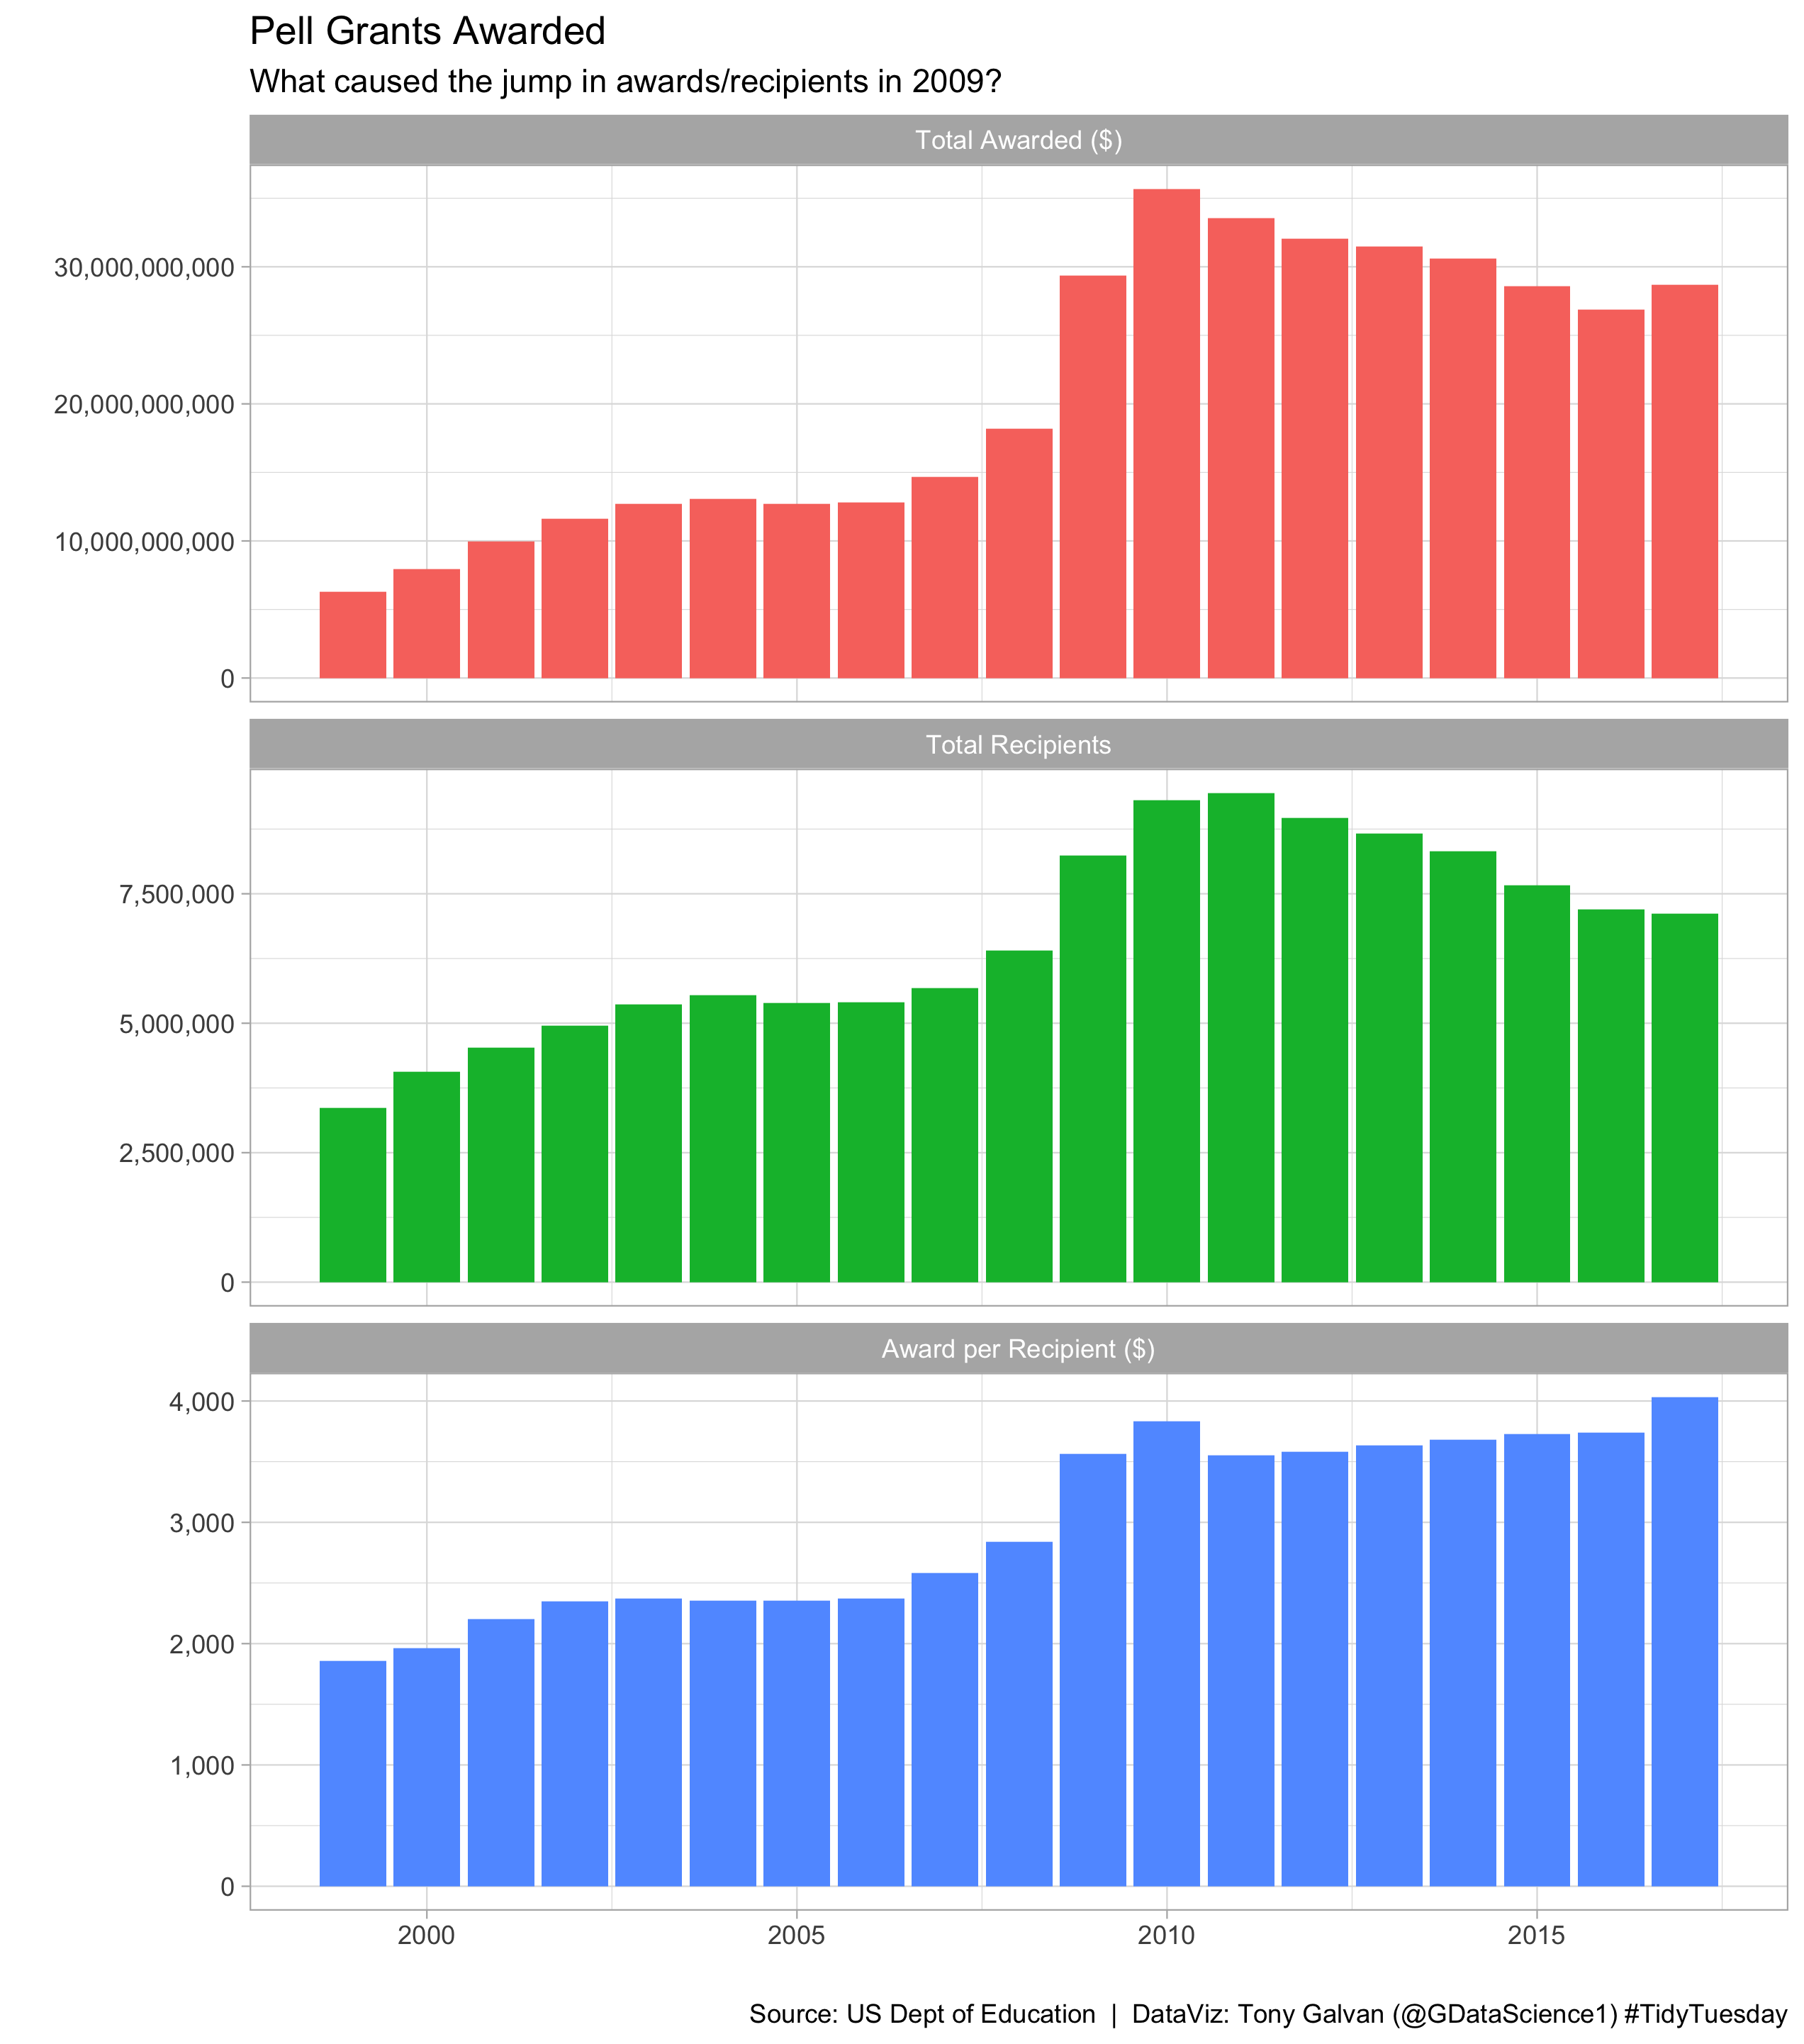 Pell Grants Awarded
What caused the jump in awards/recipients in 2009?
Total Awarded ($)
30,000,000,000
20,000,000,000
10,000,000,000
0
Total Recipients
7,500,000
5,000,000
2,500,000
0
Award per Recipient ($)
4,000
3,000
2,000
1,000
0
2000 2005 2010 2015
Source: US Dept of Education | DataViz: Tony Galvan (@GDataScience1) #TidyTuesday